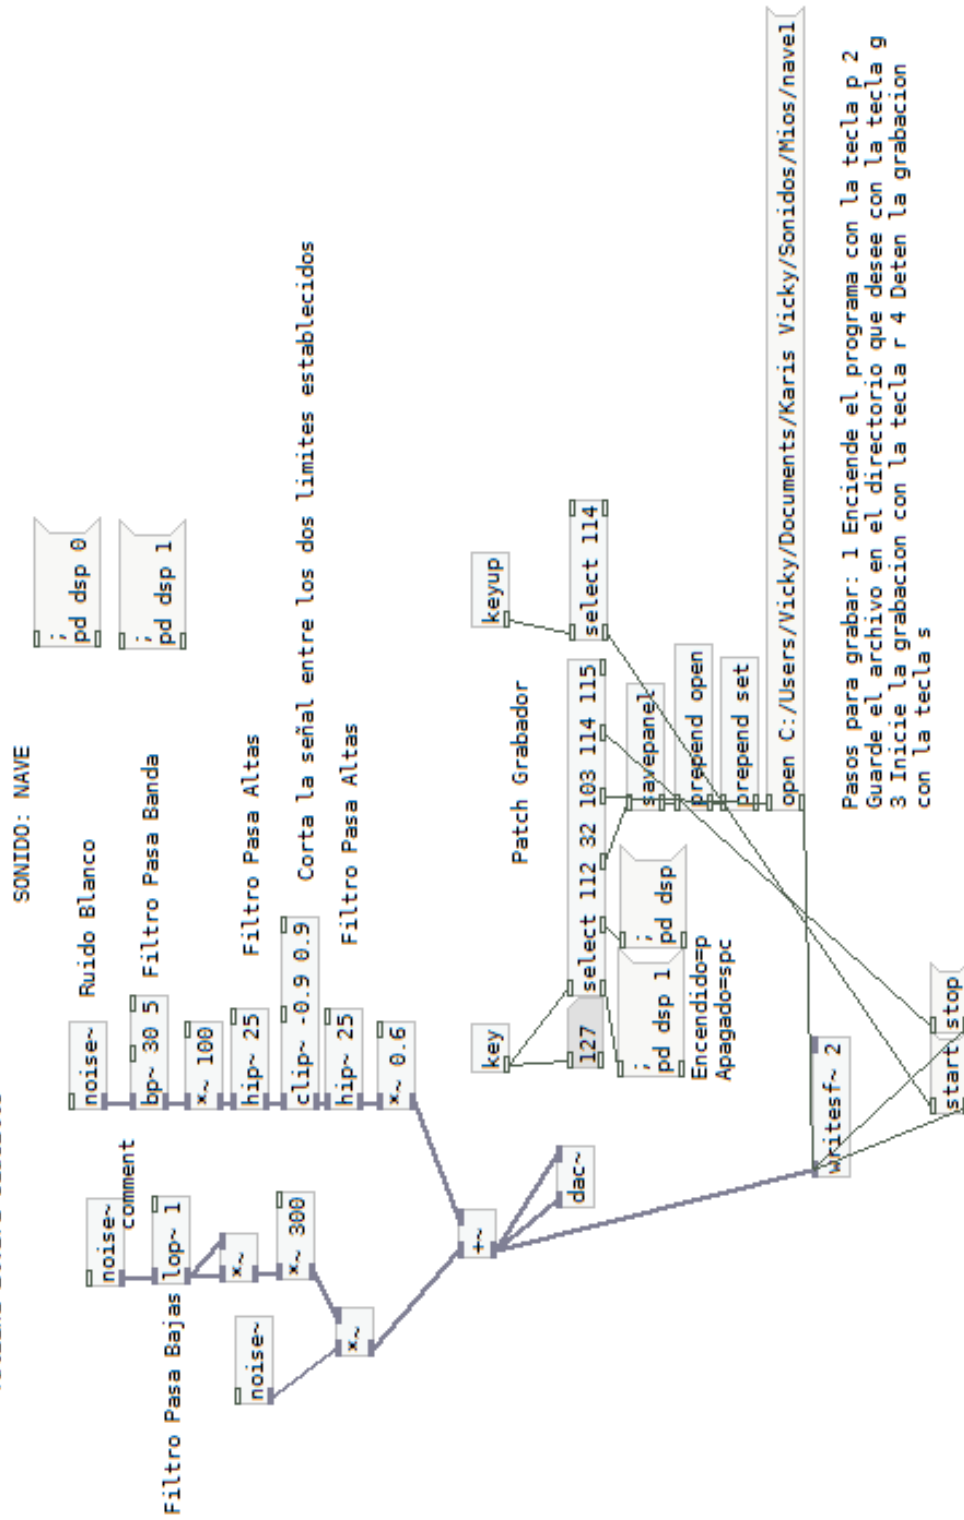 SONIDO: NAVE
;
pd dsp 0
;
pd dsp 1
noise~
Ruido Blanco
bp~ 30 5
Filtro Pasa Banda
*~ 100
hip~ 25
Filtro Pasa Altas
clip~ -0.9 0.9
Corta la señal entre los dos limites establecidos
hip~ 25
Filtro Pasa Altas
*~ 0.6
noise~
comment
Filtro Pasa Bajas
lop~ 1
*~
*~ 300
noise~
*~
+~
dac~
Patch Grabador
key
keyup
127
select 112 32 103 114 115
select 114
;
pd dsp 1
;
pd dsp
Encendido=p
Apagado=spc
savepanel
prepend open
prepend set
open C:/Users/Vicky/Documents/Karis Vicky/Sonidos/Mios/nave1
writesf~ 2
start
stop
Pasos para grabar: 1 Enciende el programa con la tecla p 2
Guarde el archivo en el directorio que desee con la tecla g
3 Inicie la grabacion con la tecla r 4 Deten la grabacion
con la tecla s